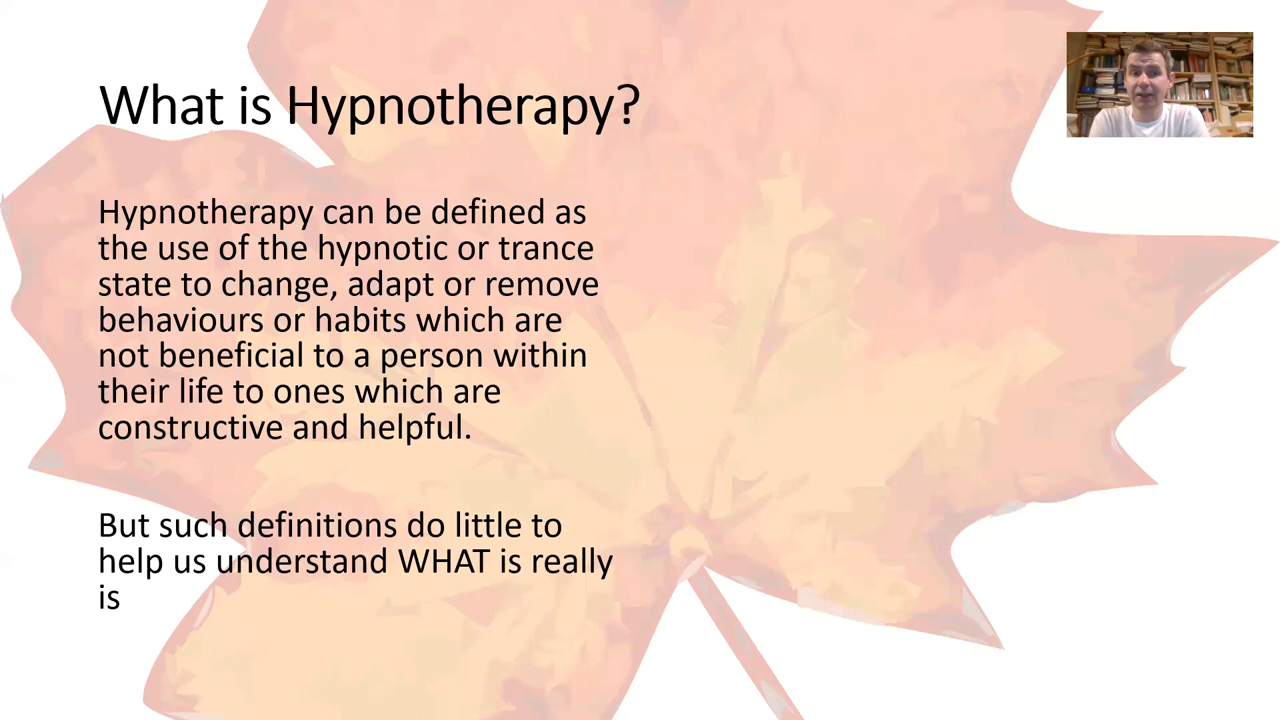 What is Hypnotherapy?
Hypnotherapy can be defined as
the use of the hypnotic or trance
state to change, adapt or remove
behaviours or habits which are
not beneficial to a person within
their life to ones which are
constructive and helpful.
But such definitions do little to
help us understand WHAT is really
is